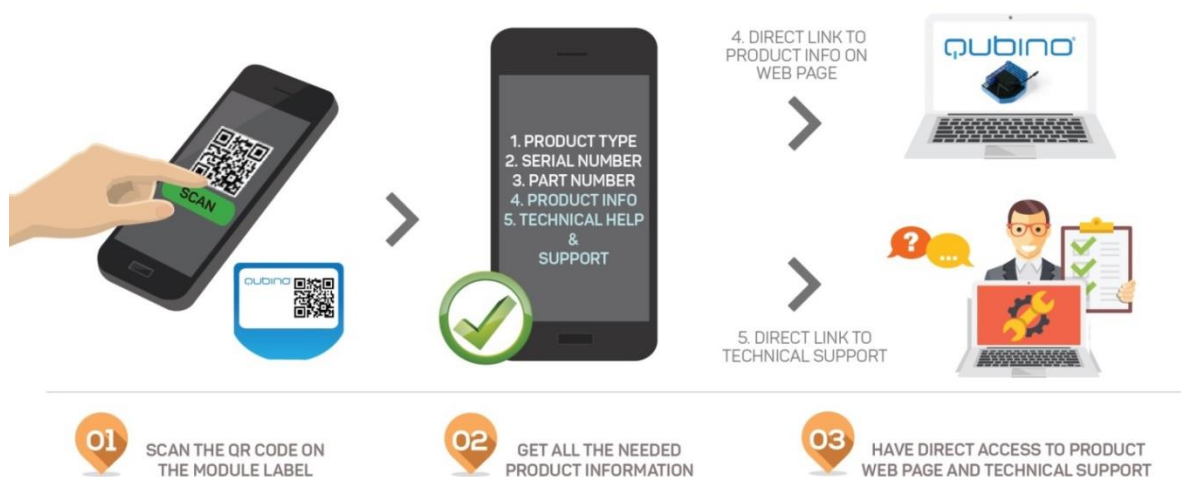 SCAN
qubino
1. PRODUCT TYPE
2. SERIAL NUMBER
3. PART NUMBER
4. PRODUCT INFO
5. TECHNICAL HELP
&
SUPPORT
4. DIRECT LINK TO
PRODUCT INFO ON
WEB PAGE
qubino®
?
...
5. DIRECT LINK TO
TECHNICAL SUPPORT
01
SCAN THE QR CODE ON
THE MODULE LABEL
02
GET ALL THE NEEDED
PRODUCT INFORMATION
03
HAVE DIRECT ACCESS TO PRODUCT
WEB PAGE AND TECHNICAL SUPPORT